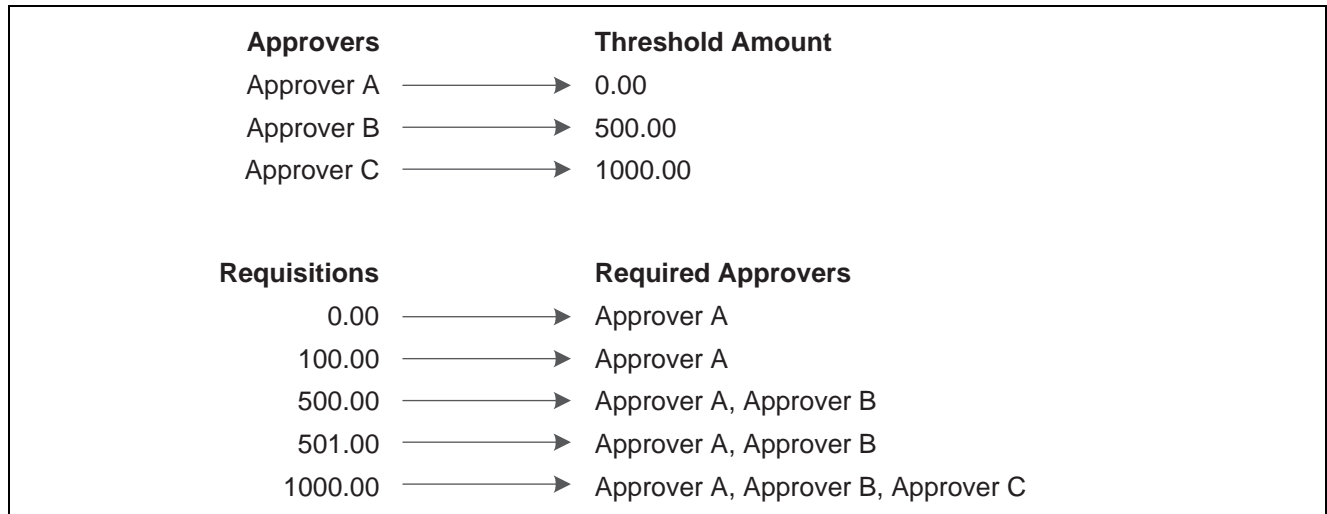 Approvers Threshold Amount
Approver A 0.00
Approver B 500.00
Approver C 1000.00
Requisitions Required Approvers
0.00 Approver A
100.00 Approver A
500.00 Approver A, Approver B
501.00 Approver A, Approver B
1000.00 Approver A, Approver B, Approver C